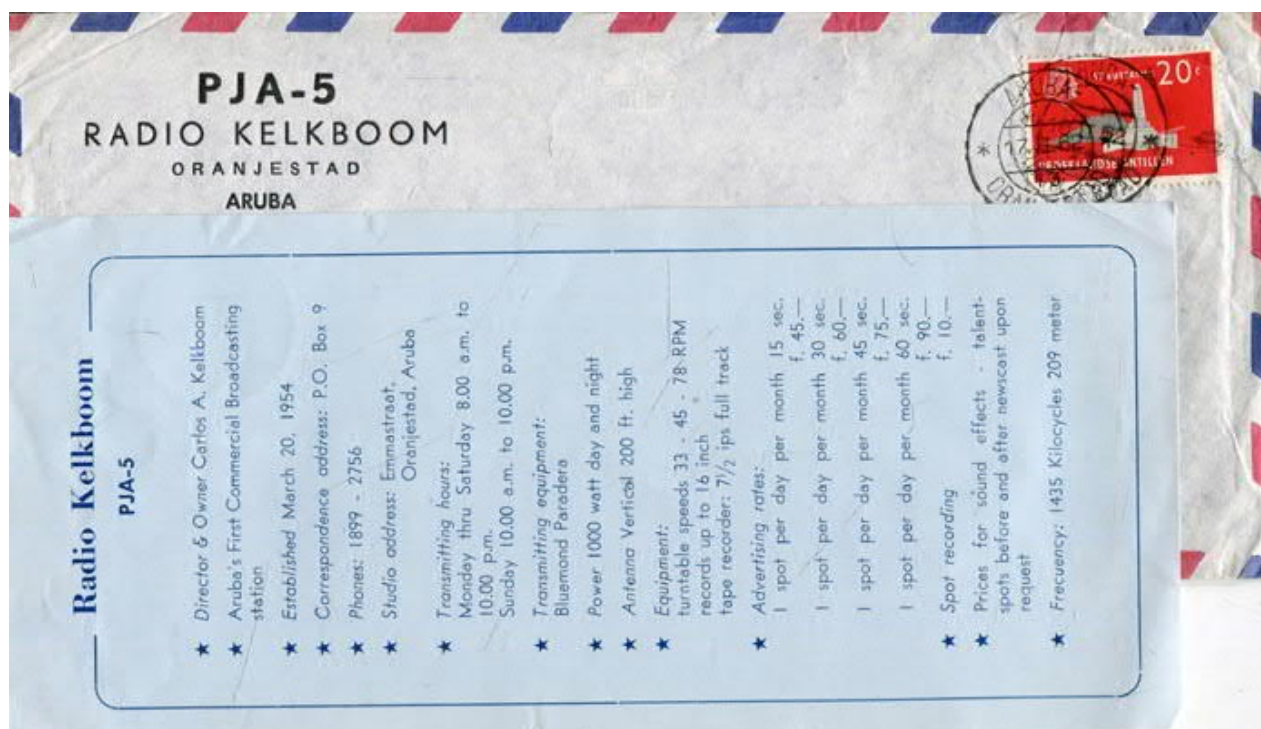 PJA-5
RADIO KELKBOOM
ORANJESTAD
ARUBA
20 c
NEDERLANDSE ANTILLEN
Radio Kelkboom
PJA-5
★ Director & Owner Carlos A. Kelkboom
★ Aruba's First Commercial Broadcasting
station
★ Established March 20, 1954
★ Correspondence address: P.O. Box 9
★ Phones: 1899 - 2756
★ Studio address: Emmastraat,
Oranjestad, Aruba
★ Transmitting hours:
Monday thru Saturday 8.00 a.m. to
10.00 p.m.
Sunday 10.00 a.m. to 10.00 p.m.
★ Transmitting equipment:
Bluemond Paradera
★ Power 1000 watt day and night
★ Antenna Vertical 200 ft. high
★ Equipment:
turntable speeds 33 - 45 - 78 RPM
records up to 16 inch
tape recorder: 7 1/2 ips full track
★ Advertising rates:
1 spot per day per month 15 sec.
f. 45.—
1 spot per day per month 30 sec.
f. 60.—
1 spot per day per month 45 sec.
f. 75.—
1 spot per day per month 60 sec.
f. 90.—
★ Spot recording f. 10.—
★ Prices for sound effects - talent-
spots before and after newscast upon
request
★ Frecuency: 1435 Kilocycles 209 meter